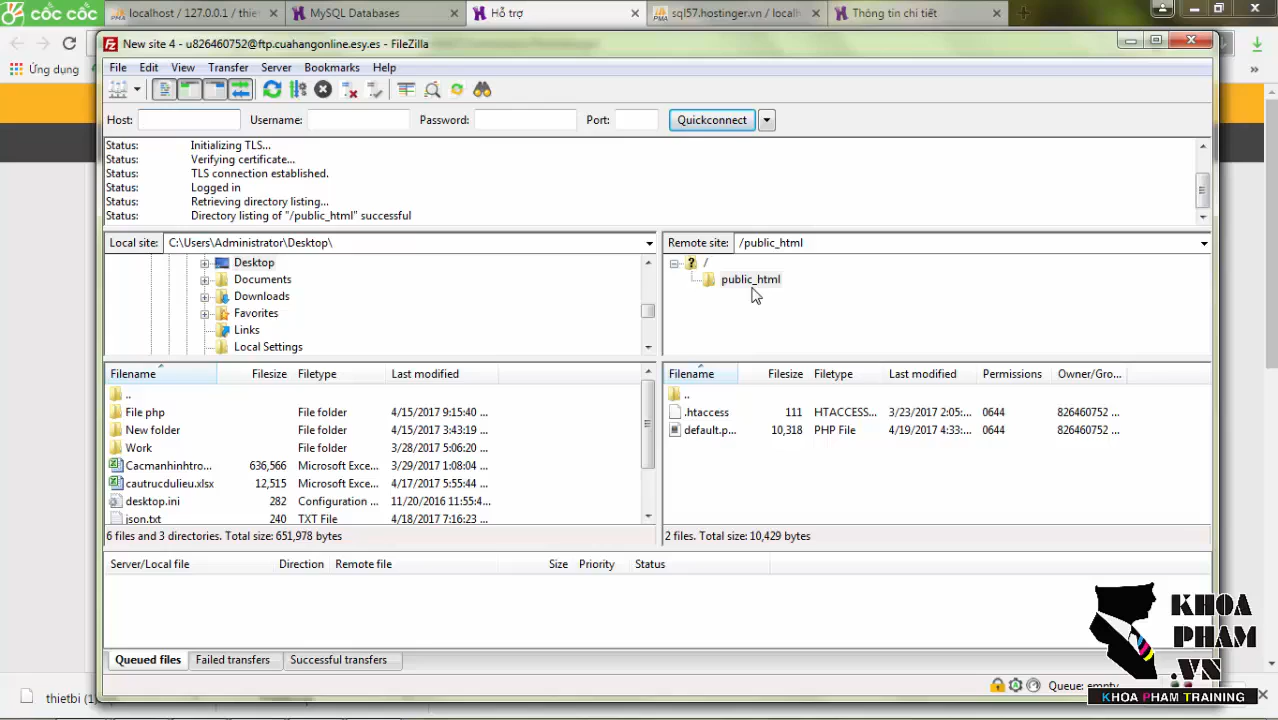 cốc cốc
localhost / 127.0.0.1 / thiet
MySQL Databases
Hỗ trợ
sql57.hostinger.vn / localh
Thông tin chi tiết
Ứng dụng
New site 4 - u826460752@ftp.cuahangonline.esy.es - FileZilla
File Edit View Transfer Server Bookmarks Help
Host: Username: Password: Port: Quickconnect
Status: Initializing TLS...
Status: Verifying certificate...
Status: TLS connection established.
Status: Logged in
Status: Retrieving directory listing...
Status: Directory listing of "/public_html" successful
Local site: C:\Users\Administrator\Desktop\
Desktop
Documents
Downloads
Favorites
Links
Local Settings
Remote site: /public_html
/
public_html
Filename Filesize Filetype Last modified
..
File php File folder 4/15/2017 9:15:40 ...
New folder File folder 4/15/2017 3:43:19 ...
Work File folder 3/28/2017 5:06:20 ...
Cacmanhinhtro... 636,566 Microsoft Exce... 3/29/2017 1:08:04 ...
cautrucdulieu.xlsx 12,515 Microsoft Exce... 4/17/2017 5:55:44 ...
desktop.ini 282 Configuration ... 11/20/2016 11:55:4...
json.txt 240 TXT File 4/18/2017 7:16:23 ...
6 files and 3 directories. Total size: 651,978 bytes
Filename Filesize Filetype Last modified Permissions Owner/Gro...
..
.htaccess 111 HTACCESS... 3/23/2017 2:05:... 0644 826460752 ...
default.p... 10,318 PHP File 4/19/2017 4:33:... 0644 826460752 ...
2 files. Total size: 10,429 bytes
Server/Local file Direction Remote file Size Priority Status
Queued files Failed transfers Successful transfers
Queue: empty
thietbi (1)
KHOA
PHAM
.VN
KHOA PHAM TRAINING